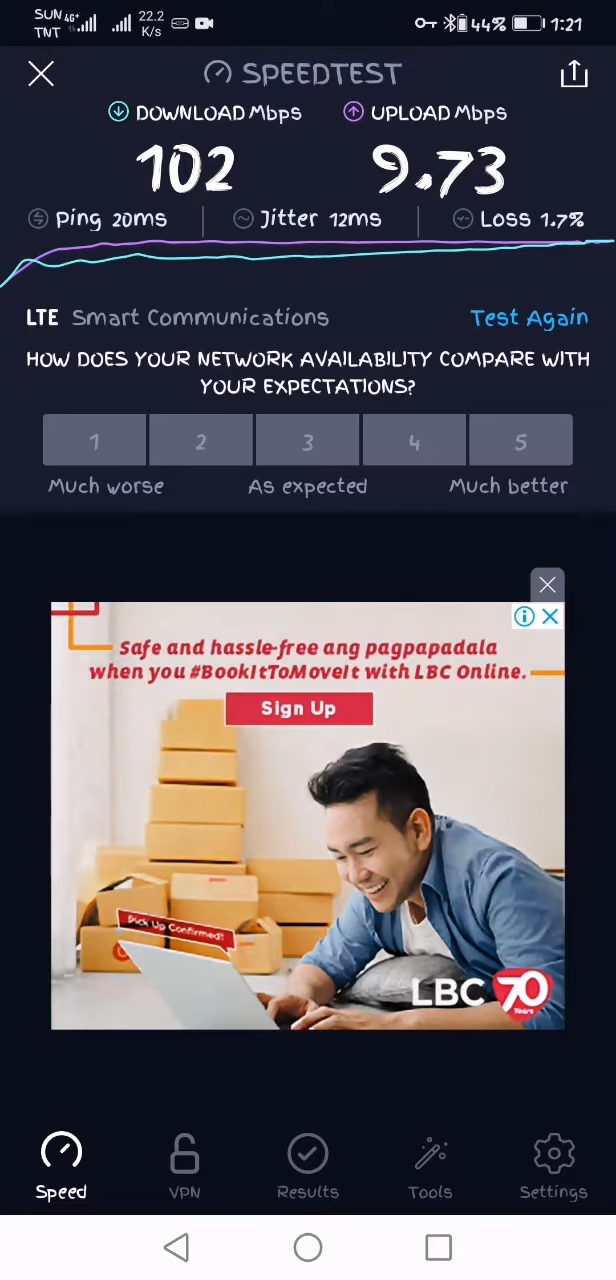 SUN 4G+ 22.2 44% 1:21
TNT K/s
SPEEDTEST
DOWNLOAD Mbps UPLOAD Mbps
102 9.73
Ping 20ms Jitter 12ms Loss 1.7%
LTE Smart Communications Test Again
HOW DOES YOUR NETWORK AVAILABILITY COMPARE WITH
YOUR EXPECTATIONS?
1 2 3 4 5
Much worse As expected Much better
Safe and hassle-free ang pagpapadala
when you #BookItToMoveIt with LBC Online.
Sign Up
Pick Up Confirmed!
LBC 70
Years
Speed VPN Results Tools Settings